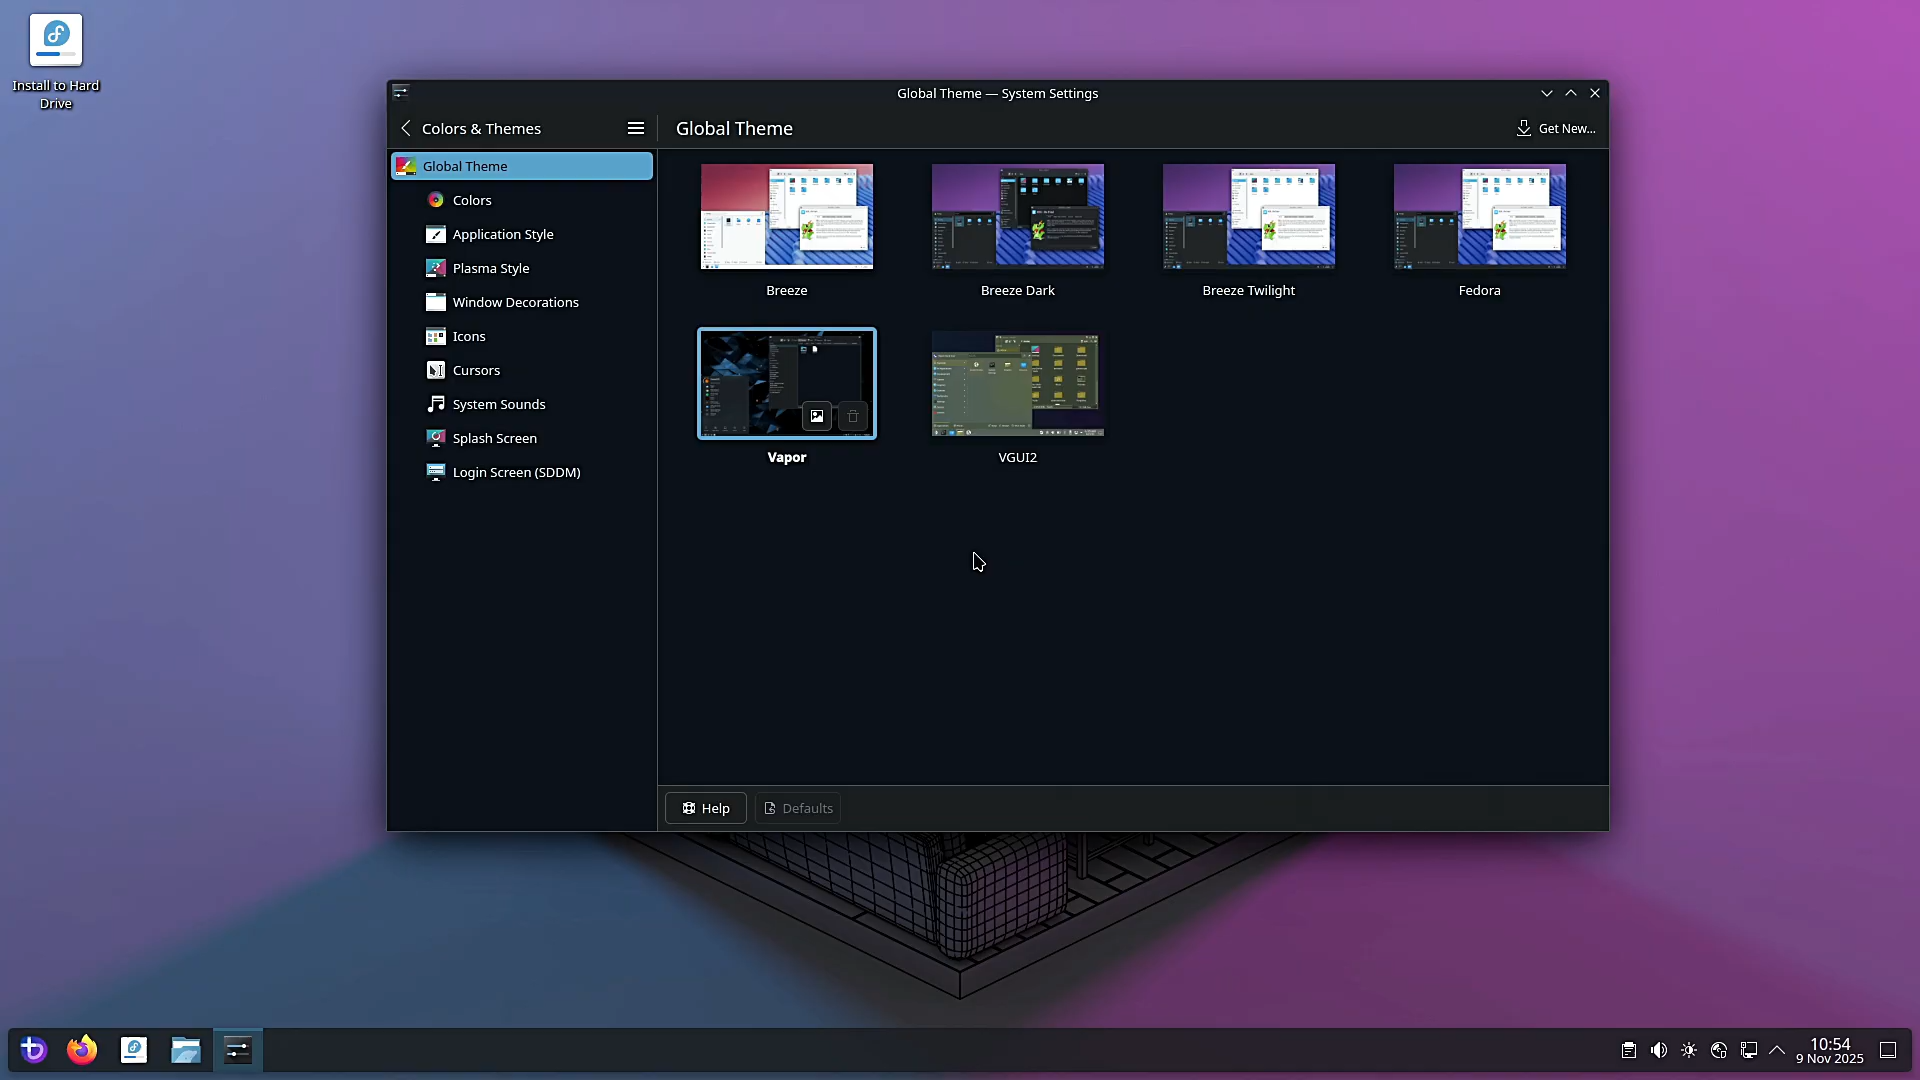 Install to Hard
Drive
Global Theme — System Settings
Colors & Themes
Global Theme
Get New...
Global Theme
Colors
Application Style
Plasma Style
Window Decorations
Icons
Cursors
System Sounds
Splash Screen
Login Screen (SDDM)
Breeze
Breeze Dark
Breeze Twilight
Fedora
Vapor
VGUI2
Help
Defaults
10:54
9 Nov 2025